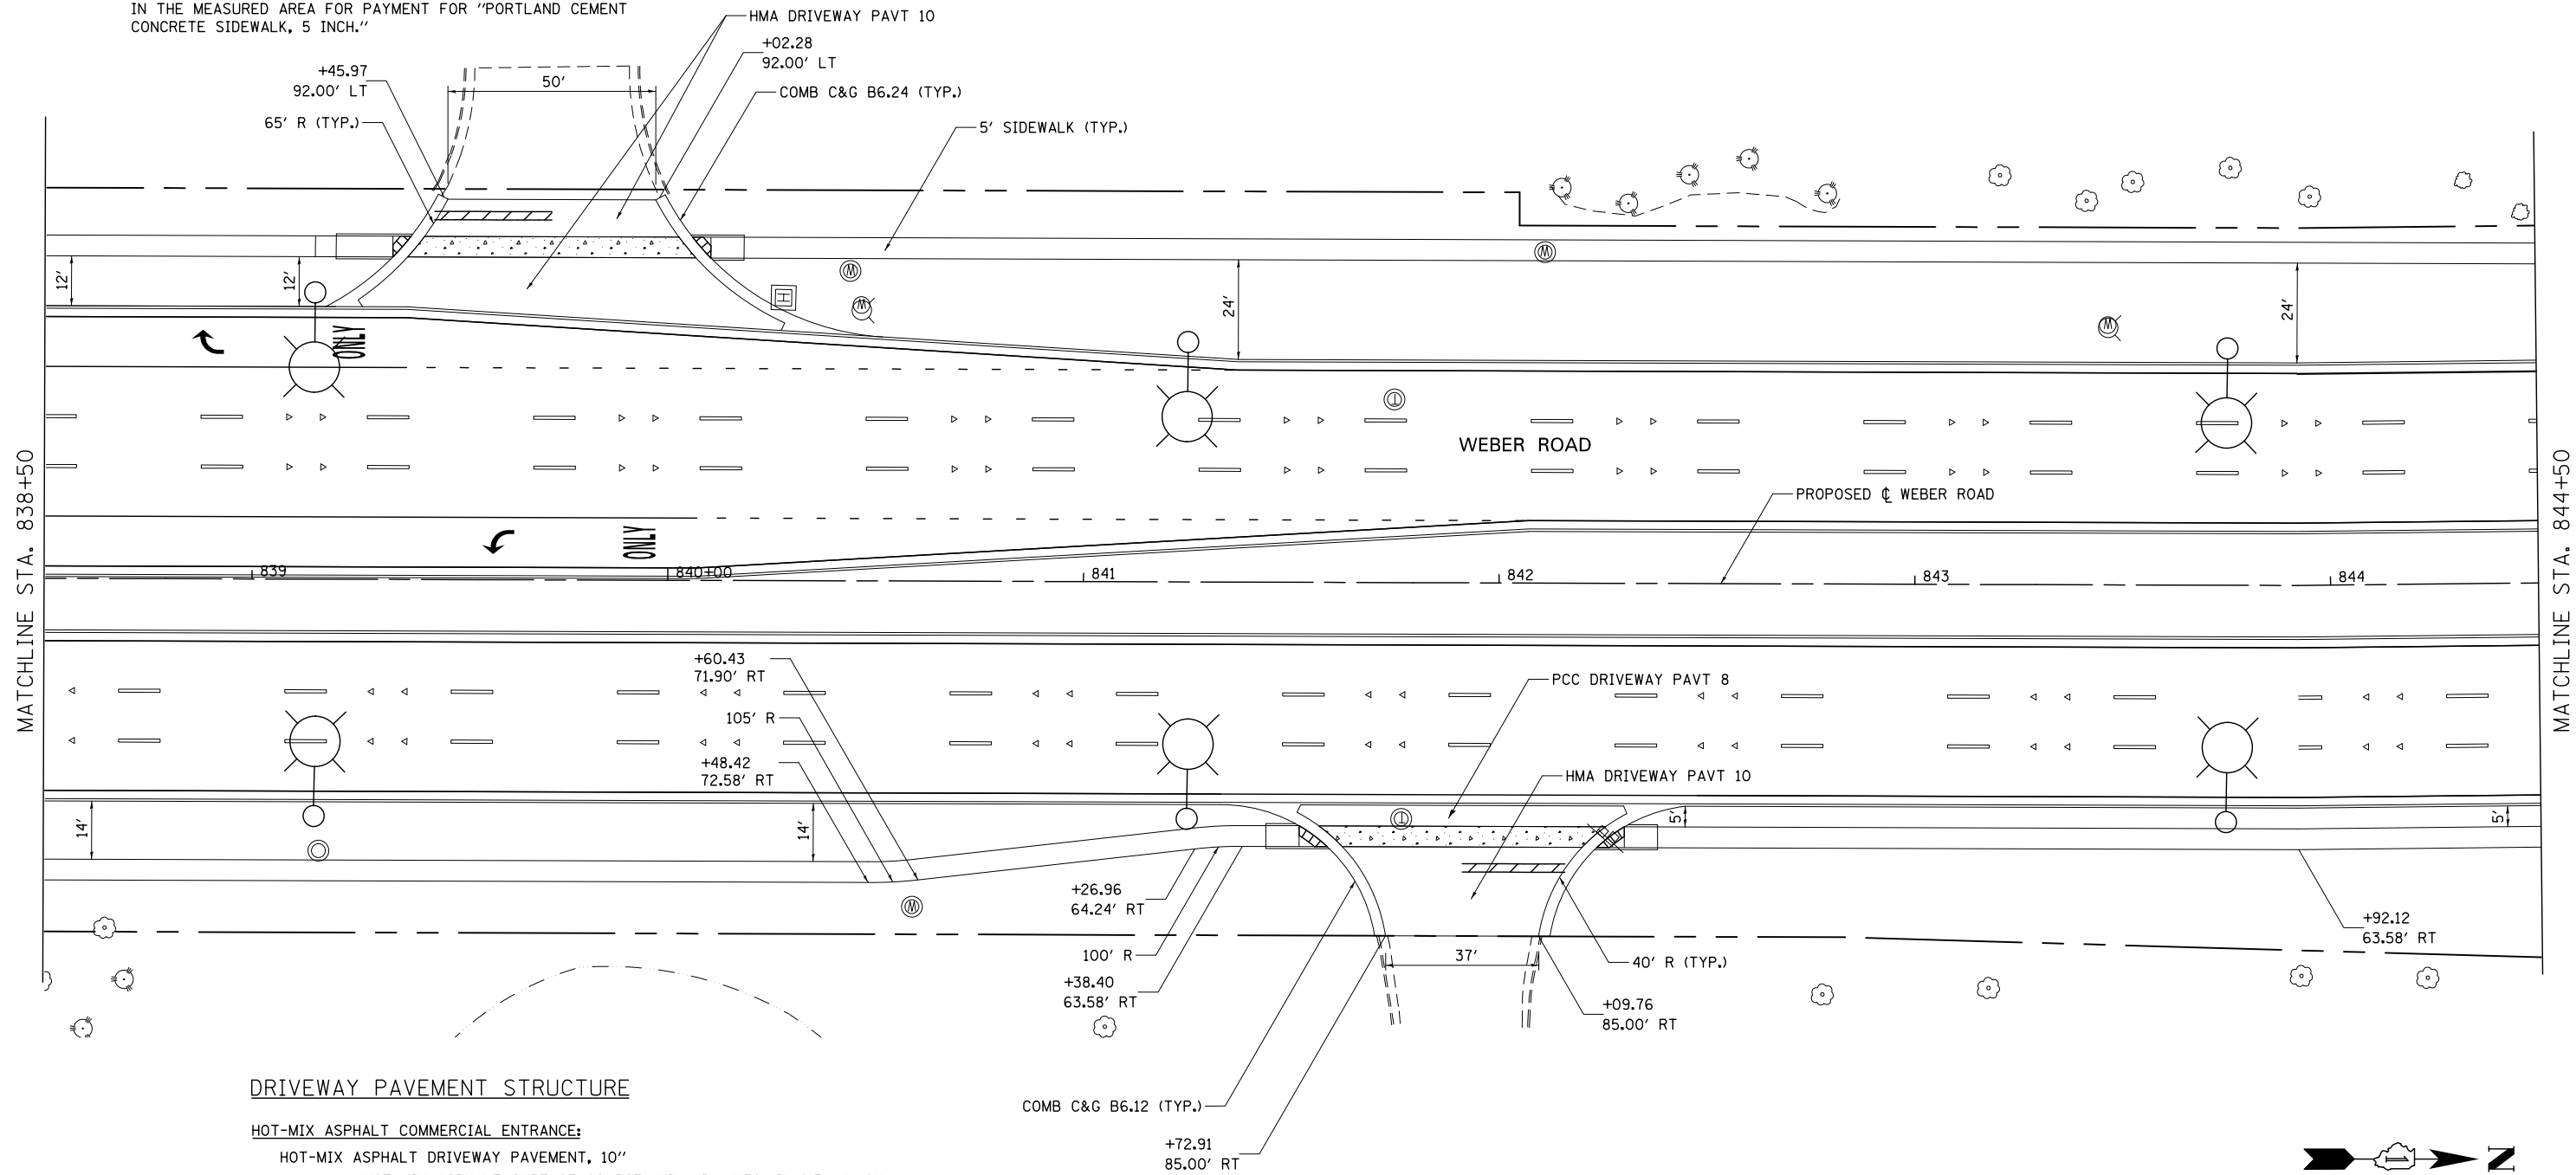 IN THE MEASURED AREA FOR PAYMENT FOR "PORTLAND CEMENT
CONCRETE SIDEWALK, 5 INCH."
HMA DRIVEWAY PAVT 10
+02.28
92.00' LT
+45.97
92.00' LT
50'
COMB C&G B6.24 (TYP.)
65' R (TYP.)
5' SIDEWALK (TYP.)
12'
12'
24'
24'
H
W
W
W
W
ONLY
T
WEBER ROAD
MATCHLINE STA. 838+50
MATCHLINE STA. 844+50
PROPOSED ℄ WEBER ROAD
ONLY
839
840+00
841
842
843
844
+60.43
71.90' RT
105' R
+48.42
72.58' RT
PCC DRIVEWAY PAVT 8
HMA DRIVEWAY PAVT 10
14'
14'
T
5'
5'
W
+26.96
64.24' RT
100' R
+38.40
63.58' RT
37'
40' R (TYP.)
+09.76
85.00' RT
+92.12
63.58' RT
DRIVEWAY PAVEMENT STRUCTURE
COMB C&G B6.12 (TYP.)
+72.91
85.00' RT
HOT-MIX ASPHALT COMMERCIAL ENTRANCE:
HOT-MIX ASPHALT DRIVEWAY PAVEMENT, 10"
N